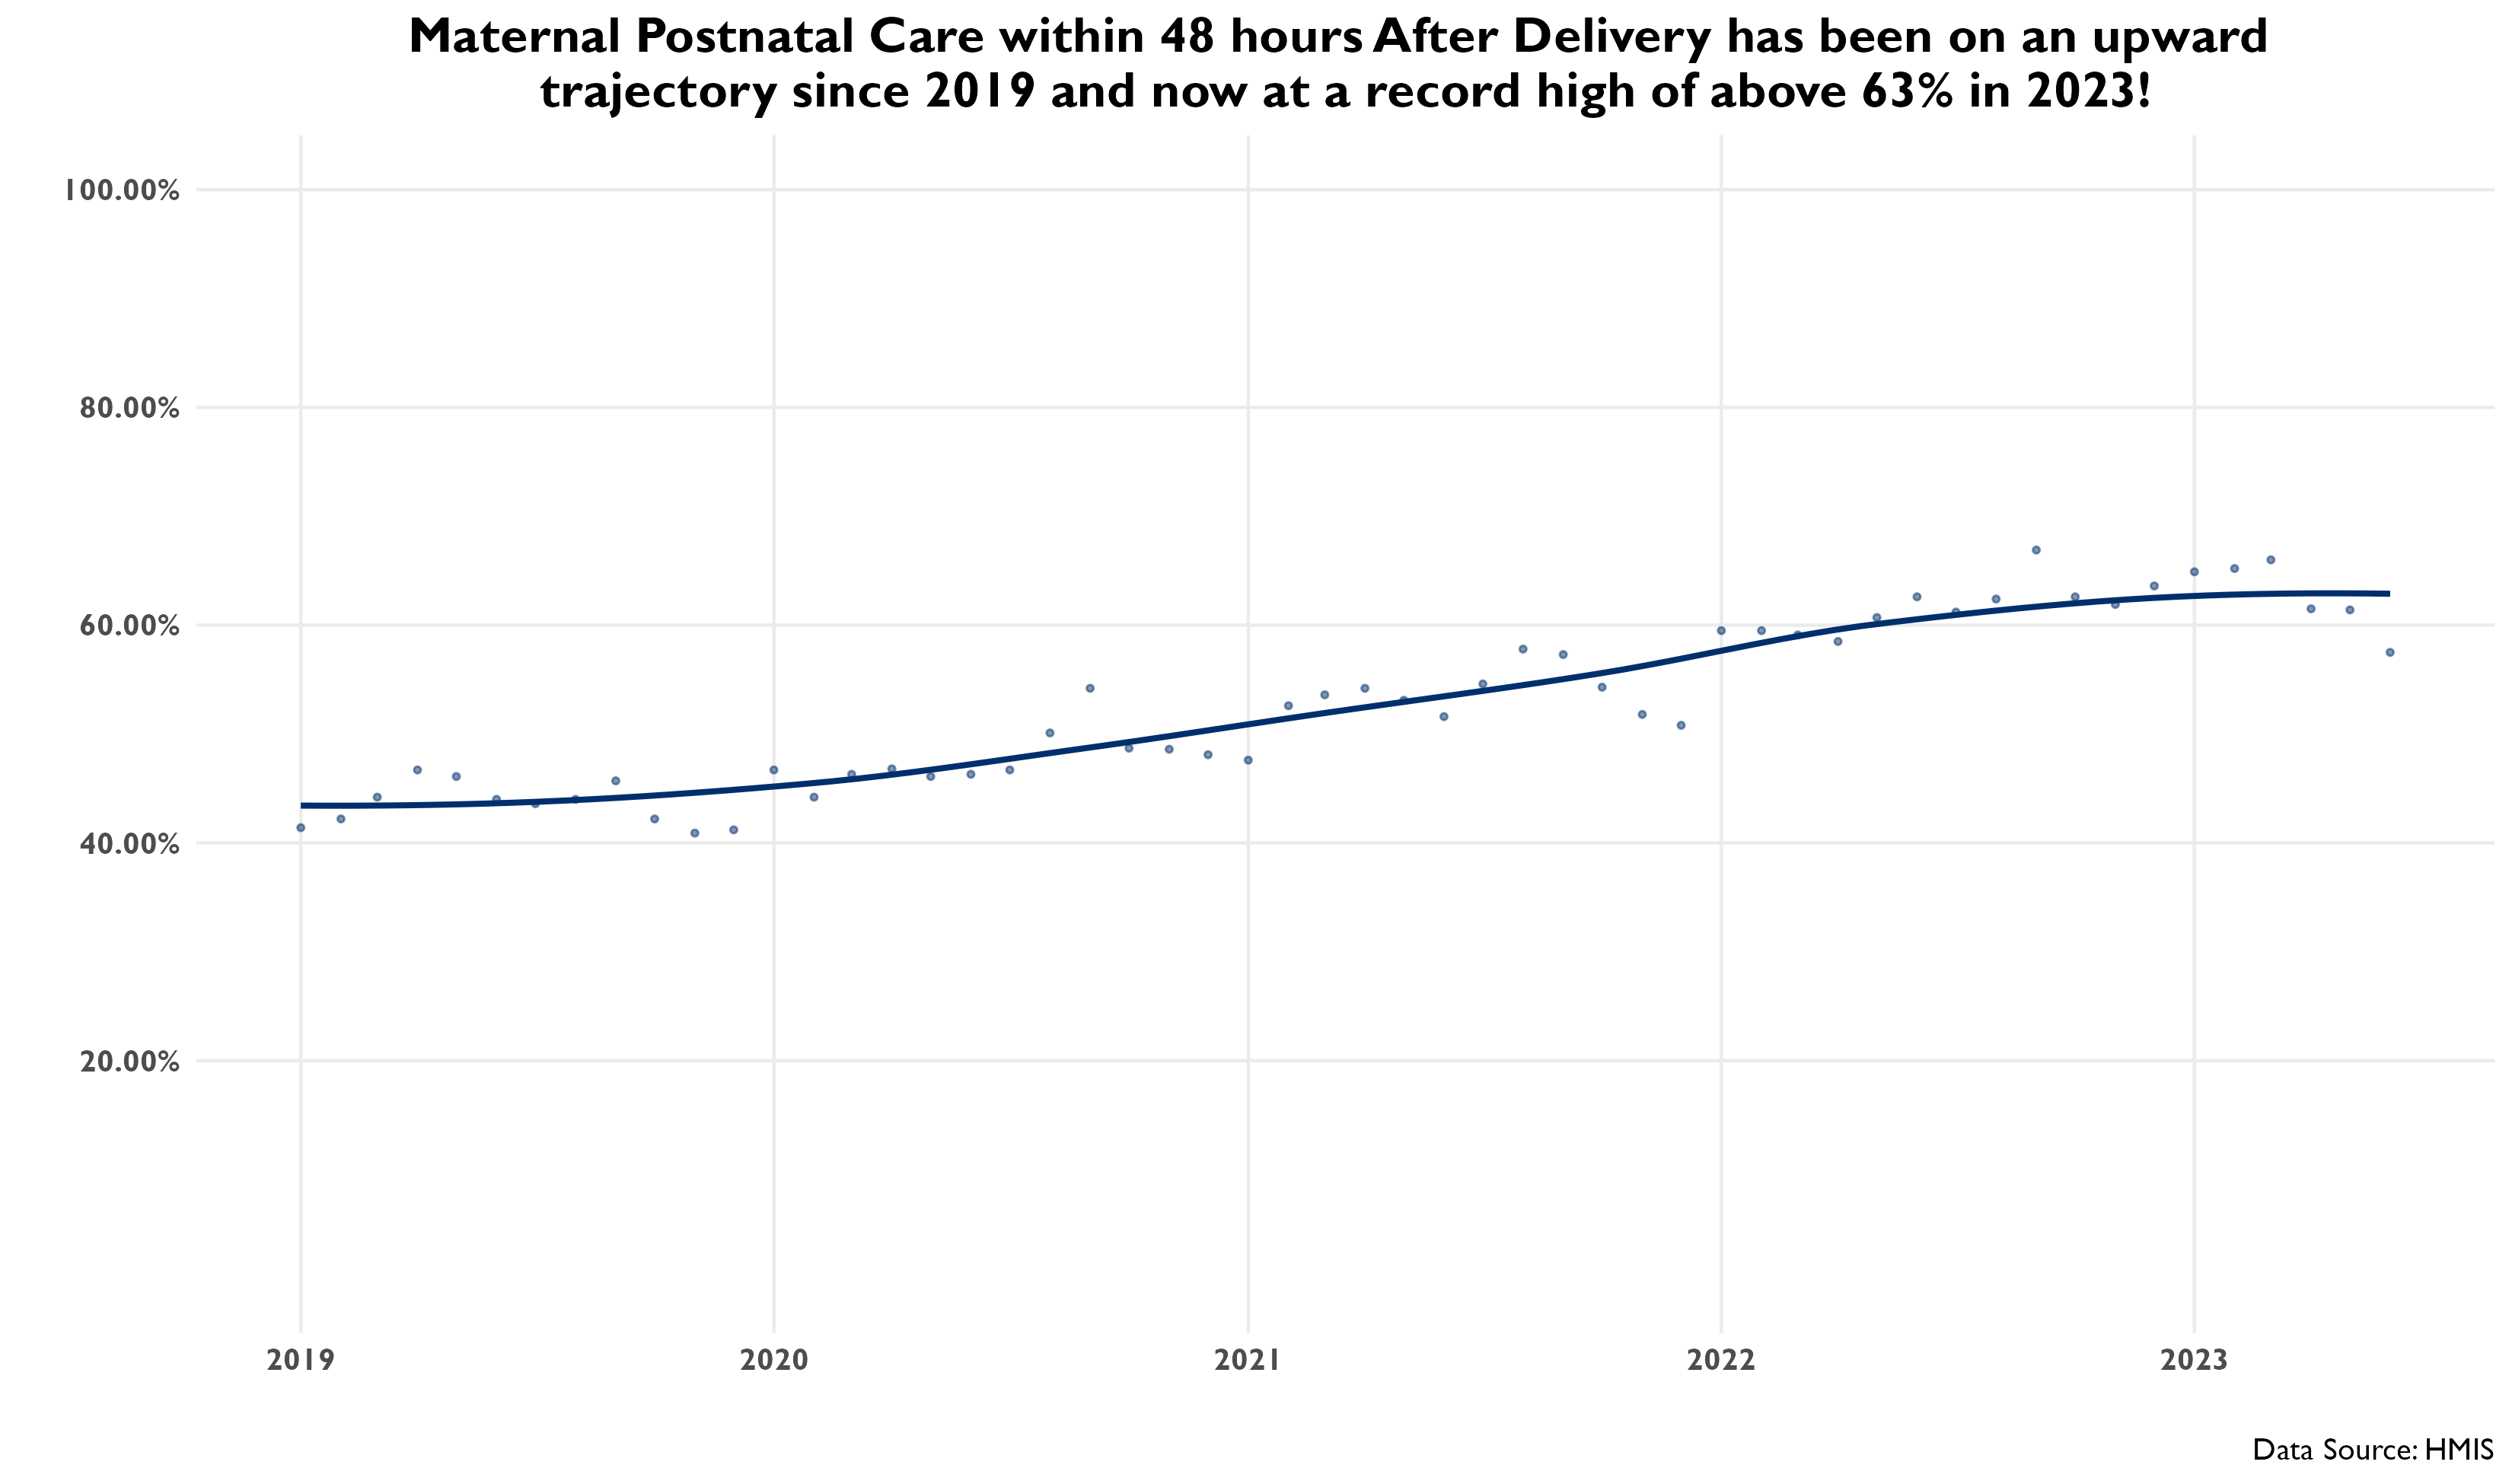 Maternal Postnatal Care within 48 hours After Delivery has been on an upward
trajectory since 2019 and now at a record high of above 63% in 2023!
100.00%
80.00%
60.00%
40.00%
20.00%
2019 2020 2021 2022 2023
Data Source: HMIS